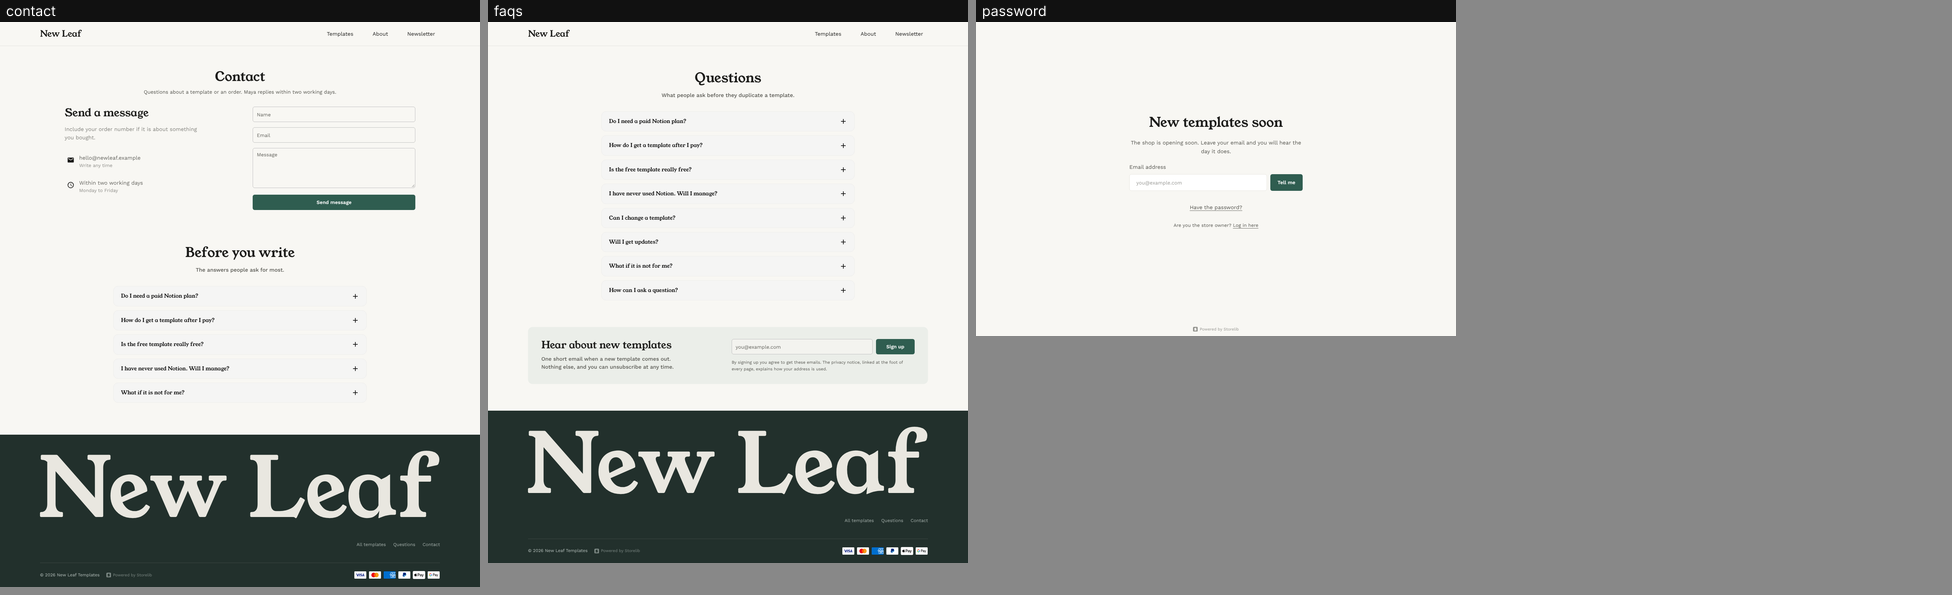 contact
New Leaf
Templates
About
Newsletter
Contact
Questions about a template or an order. Maya replies within two working days.
Send a message
Include your order number if it is about something
you bought.
hello@newleaf.example
Write any time
Within two working days
Monday to Friday
Name
Email
Message
Send message
Before you write
The answers people ask for most.
Do I need a paid Notion plan?
How do I get a template after I pay?
Is the free template really free?
I have never used Notion. Will I manage?
What if it is not for me?
New Leaf
All templates
Questions
Contact
© 2026 New Leaf Templates
Powered by
VISA
Pay
Pay
faqs
New Leaf
Templates
About
Newsletter
Questions
What people ask before they duplicate a template.
Do I need a paid Notion plan?
How do I get a template after I pay?
Is the free template really free?
I have never used Notion. Will I manage?
Can I change a template?
Will I get updates?
What if it is not for me?
How can I ask a question?
Hear about new templates
One short email when a new template comes out.
Nothing else, and you can unsubscribe at any time.
you@example.com
Sign up
By signing up you agree to get these emails. The privacy notice, linked at the foot of
every page, explains how your address is used.
New Leaf
All templates
Questions
Contact
© 2026 New Leaf Templates
Powered by
VISA
Pay
Pay
password
New templates soon
The shop is opening soon. Leave your email and you will hear the
day it does.
Email address
you@example.com
Tell me
Have the password?
Are you the store owner? Log in here
Powered by